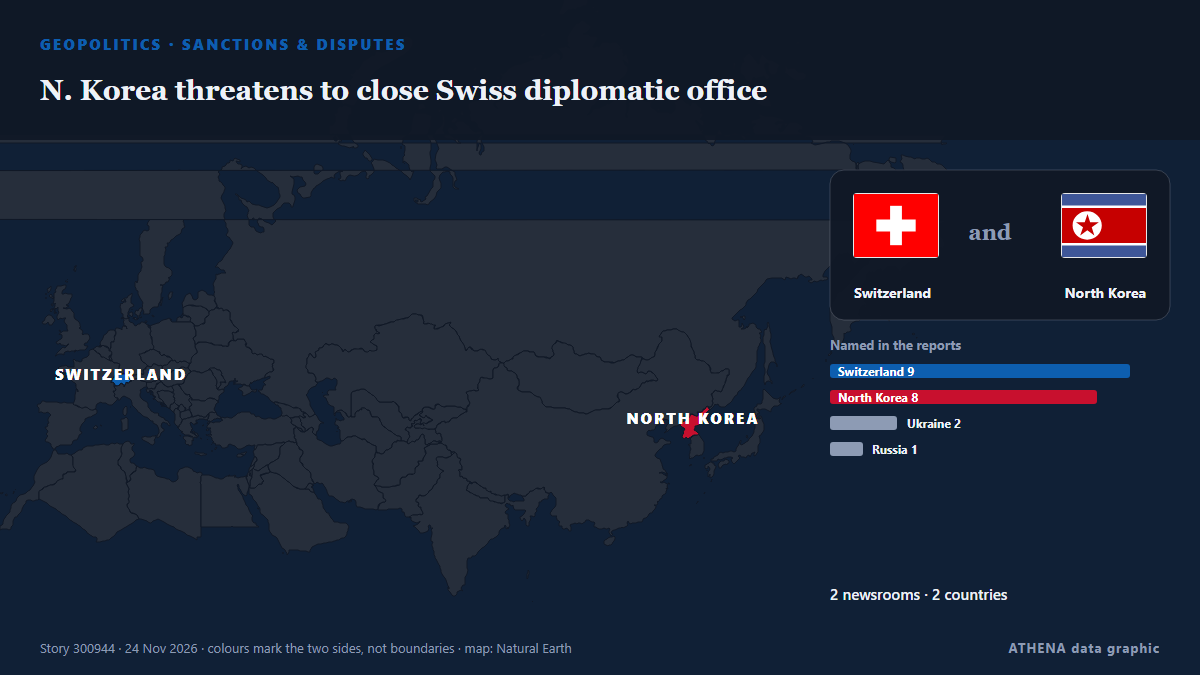 GEOPOLITICS · SANCTIONS & DISPUTES
N. Korea threatens to close Swiss diplomatic office
and
Switzerland
North Korea
Named in the reports
Switzerland 9
North Korea 8
Ukraine 2
Russia 1
SWITZERLAND
NORTH KOREA
2 newsrooms · 2 countries
Story 300944 · 24 Nov 2026 · colours mark the two sides, not boundaries · map: Natural Earth
ATHENA data graphic